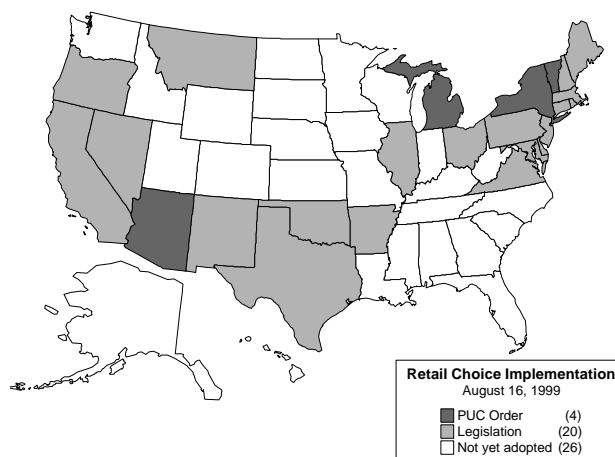 Retail Choice Implementation
August 16, 1999
PUC Order (4)
Legislation (20)
Not yet adopted (26)